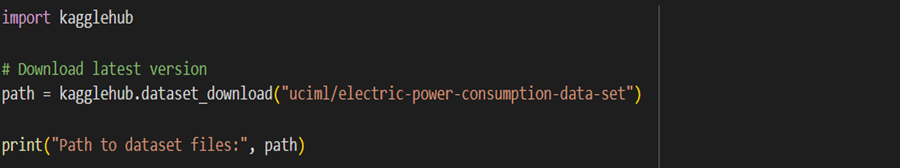 import kagglehub
# Download latest version
path = kagglehub.dataset_download("uciml/electric-power-consumption-data-set")
print("Path to dataset files:", path)